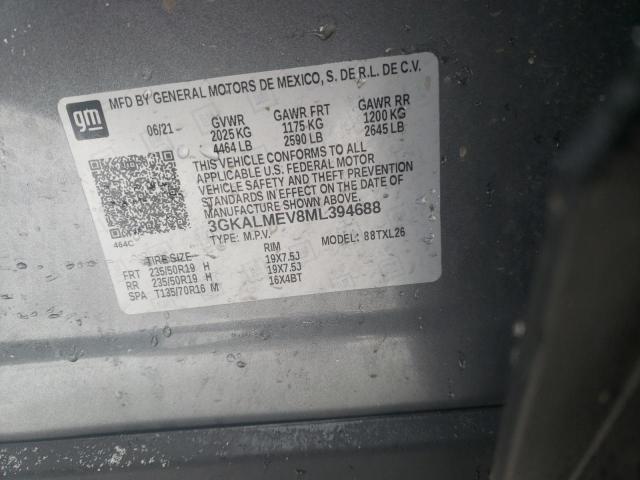 MFD BY GENERAL MOTORS DE MEXICO, S. DE R.L. DE C.V.
gm
06/21 GVWR GAWR FRT GAWR RR
2025 KG 1175 KG 1200 KG
4464 LB 2590 LB 2645 LB
THIS VEHICLE CONFORMS TO ALL
APPLICABLE U.S. FEDERAL MOTOR
VEHICLE SAFETY AND THEFT PREVENTION
STANDARDS IN EFFECT ON THE DATE OF
MANUFACTURE SHOWN ABOVE.
3GKALMEV8ML394688
464C TYPE: M.P.V. MODEL: 88TXL26
TIRE SIZE RIM
FRT 235/50R19 H 19X7.5J
RR 235/50R19 H 19X7.5J
SPA T135/70R16 M 16X4BT